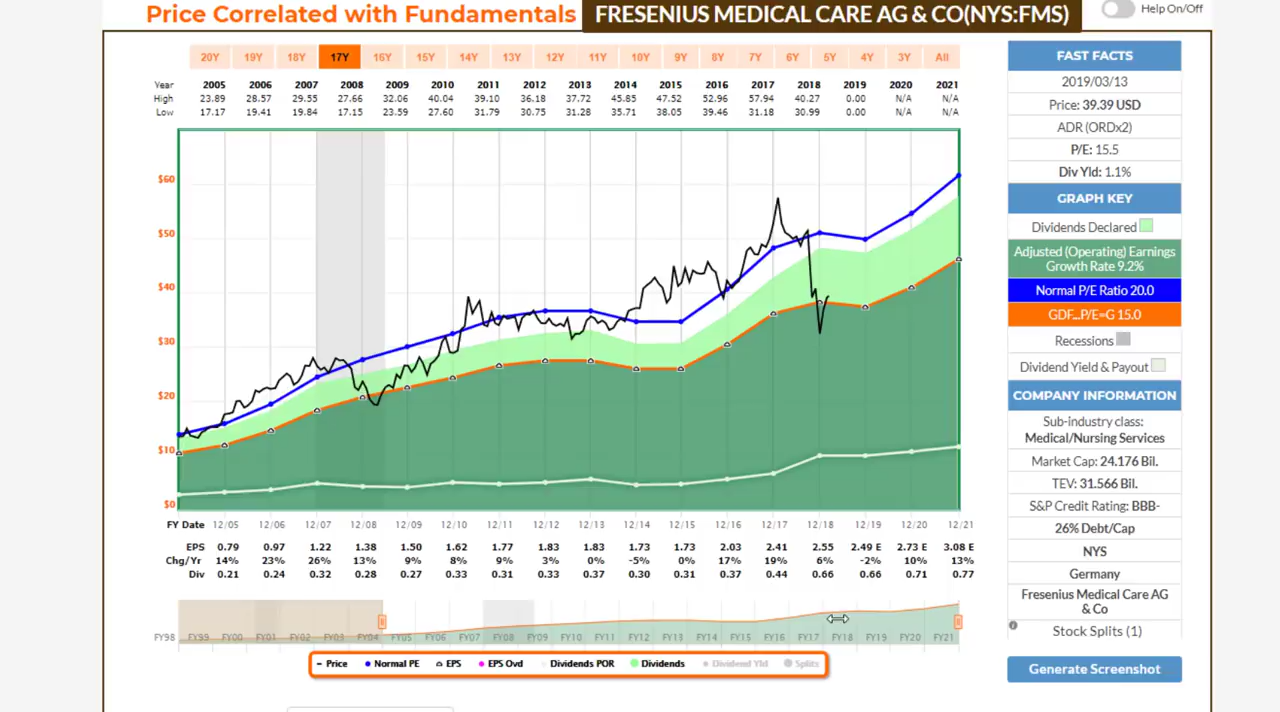 Price Correlated with Fundamentals FRESENIUS MEDICAL CARE AG & CO(NYS:FMS) Help On/Off
20Y 19Y 18Y 17Y 16Y 15Y 14Y 13Y 12Y 11Y 10Y 9Y 8Y 7Y 6Y 5Y 4Y 3Y All
Year 2005 2006 2007 2008 2009 2010 2011 2012 2013 2014 2015 2016 2017 2018 2019 2020 2021
High 23.89 28.57 29.55 27.66 32.06 40.04 39.10 36.18 37.72 45.85 47.52 52.96 57.94 40.27 0.00 N/A N/A
Low 17.17 19.41 19.84 17.15 23.59 27.60 31.79 30.75 31.28 35.71 38.05 39.46 31.18 30.99 0.00 N/A N/A
$60
$50
$40
$30
$20
$10
$0
FY Date 12/05 12/06 12/07 12/08 12/09 12/10 12/11 12/12 12/13 12/14 12/15 12/16 12/17 12/18 12/19 12/20 12/21
EPS 0.79 0.97 1.22 1.38 1.50 1.62 1.77 1.83 1.83 1.73 1.73 2.03 2.41 2.55 2.49 E 2.73 E 3.08 E
Chg/Yr 14% 23% 26% 13% 9% 8% 9% 3% 0% -5% 0% 17% 19% 6% -2% 10% 13%
Div 0.21 0.24 0.32 0.28 0.27 0.33 0.31 0.33 0.37 0.30 0.31 0.37 0.44 0.66 0.66 0.71 0.77
FY98 FY99 FY00 FY01 FY02 FY03 FY04 FY05 FY06 FY07 FY08 FY09 FY10 FY11 FY12 FY13 FY14 FY15 FY16 FY17 FY18 FY19 FY20 FY21
Price Normal PE EPS EPS Ovd Dividends POR Dividends Dividend Yld Splits
FAST FACTS
2019/03/13
Price: 39.39 USD
ADR (ORDx2)
P/E: 15.5
Div Yld: 1.1%
GRAPH KEY
Dividends Declared
Adjusted (Operating) Earnings
Growth Rate 9.2%
Normal P/E Ratio 20.0
GDF...P/E=G 15.0
Recessions
Dividend Yield & Payout
COMPANY INFORMATION
Sub-industry class:
Medical/Nursing Services
Market Cap: 24.176 Bil.
TEV: 31.566 Bil.
S&P Credit Rating: BBB-
26% Debt/Cap
NYS
Germany
Fresenius Medical Care AG
& Co
Stock Splits (1)
Generate Screenshot